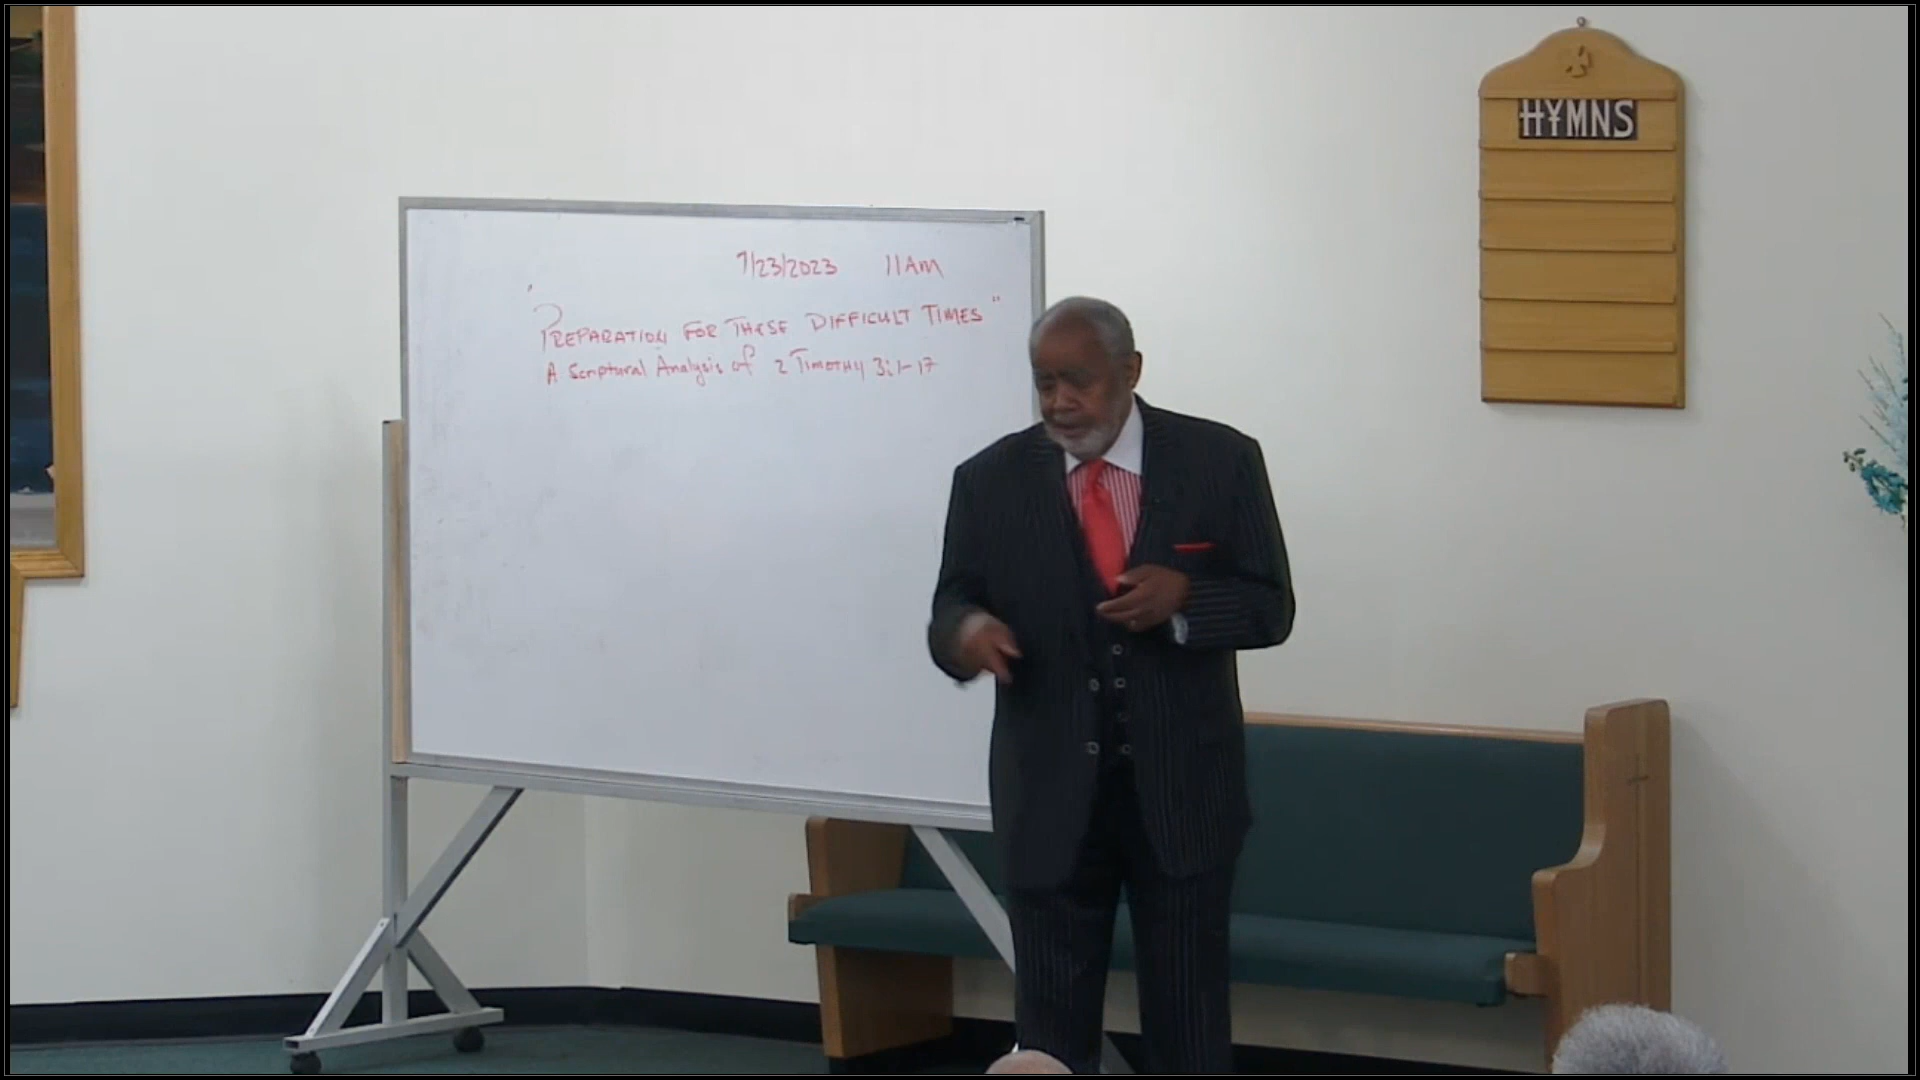 7/23/2023 11AM
"PREPARATION FOR THESE DIFFICULT TIMES"
A Scriptural Analysis of 2 TIMOTHY 3:1-17
HYMNS